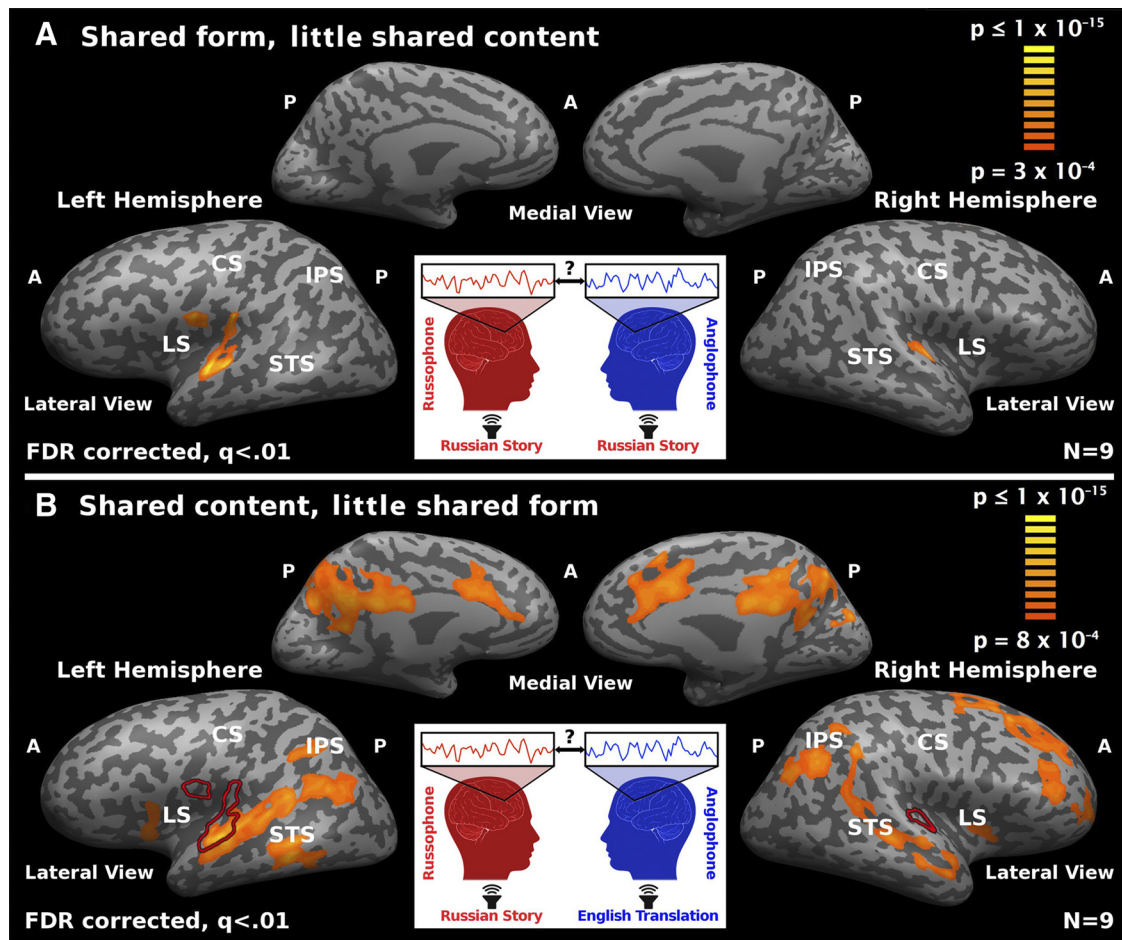 A Shared form, little shared content
p ≤ 1 x 10⁻¹⁵
p = 3 x 10⁻⁴
P
A
P
Left Hemisphere
Medial View
Right Hemisphere
A
CS
IPS
P
LS
STS
Lateral View
FDR corrected, q<.01
?
Russophone
Anglophone
Russian Story
Russian Story
P
IPS
CS
A
STS
LS
Lateral View
N=9
B Shared content, little shared form
p ≤ 1 x 10⁻¹⁵
p = 8 x 10⁻⁴
P
A
P
Left Hemisphere
Medial View
Right Hemisphere
A
CS
IPS
P
LS
STS
Lateral View
FDR corrected, q<.01
?
Russophone
Anglophone
Russian Story
English Translation
P
IPS
CS
A
STS
LS
Lateral View
N=9